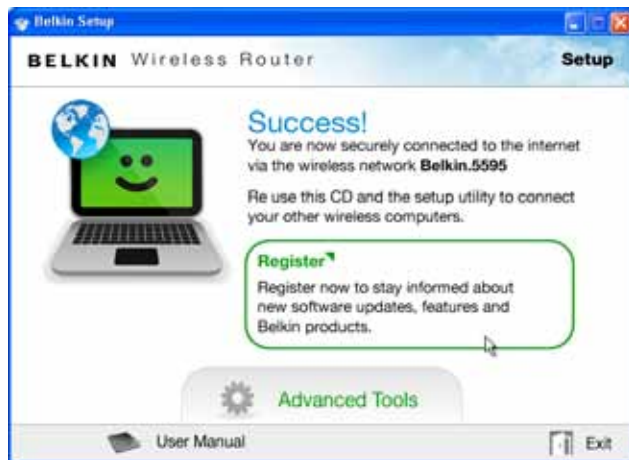 Belkin Setup
BELKIN Wireless Router
Setup
Success!
You are now securely connected to the internet
via the wireless network Belkin.5595
Re use this CD and the setup utility to connect
your other wireless computers.
Register
Register now to stay informed about
new software updates, features and
Belkin products.
Advanced Tools
User Manual
Exit